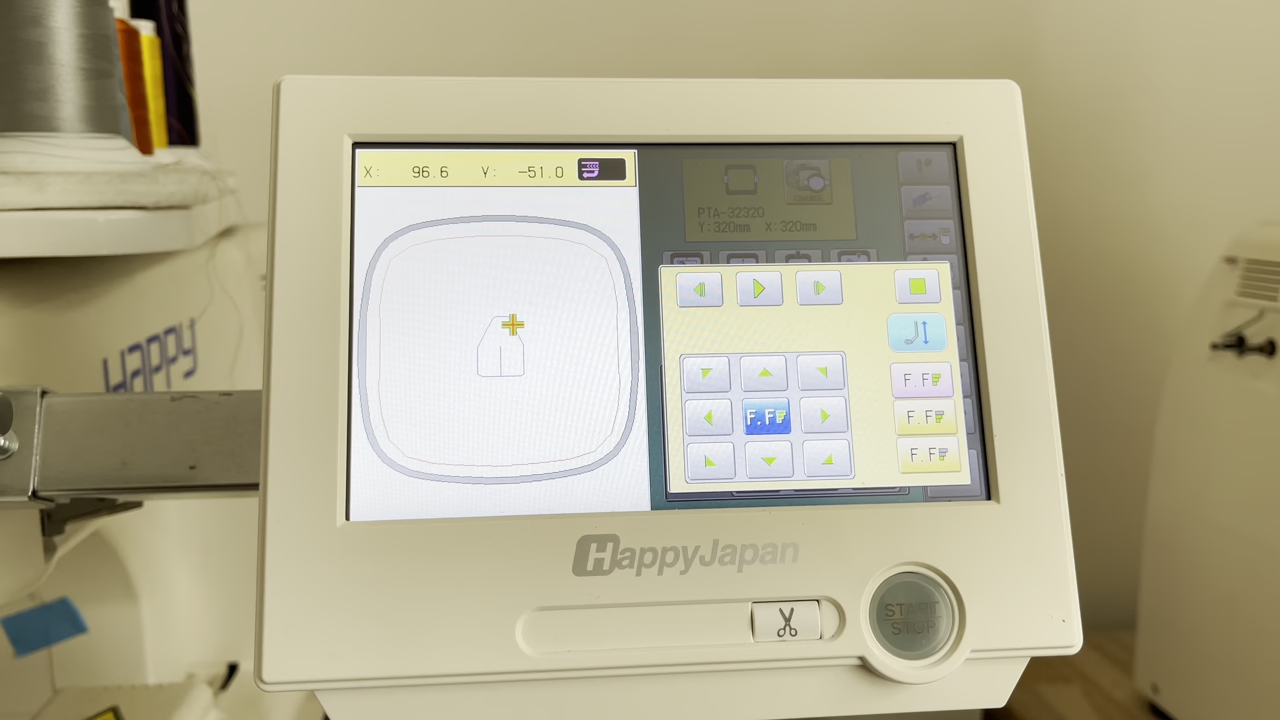 X: 96.6 Y: -51.0
PTA-32320
Y:320mm X:320mm
F.F
F.F
F.F
F.F
HAPPY
HappyJapan
START
STOP